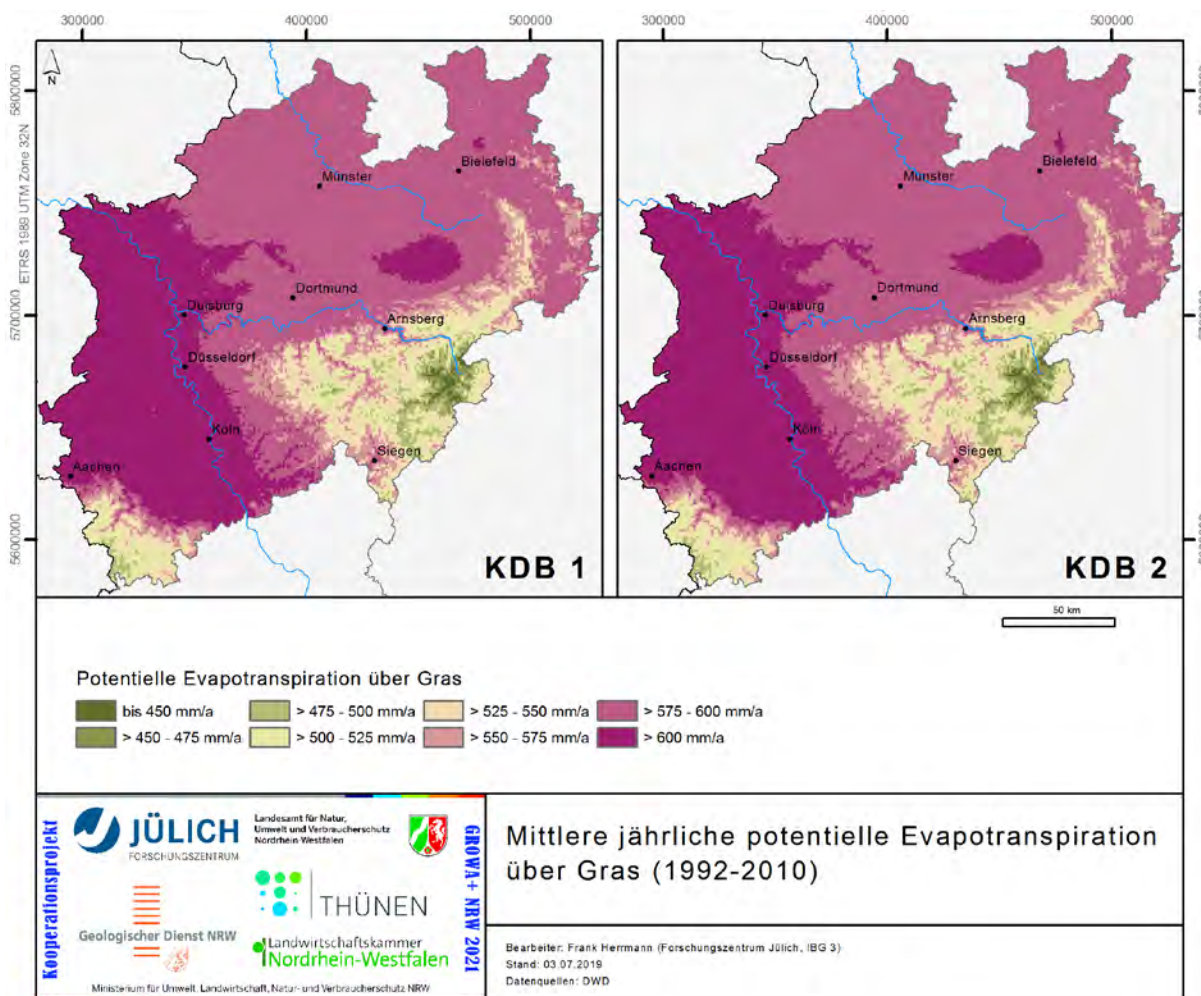 300000 400000 500000 300000 400000 500000
5800000
5700000
5600000
ETRS 1989 UTM Zone 32N
N
Bielefeld
Münster
Dortmund
Duisburg
Arnsberg
Düsseldorf
Köln
Siegen
Aachen
KDB 1
Bielefeld
Münster
Dortmund
Duisburg
Arnsberg
Düsseldorf
Köln
Siegen
Aachen
KDB 2
50 km
Potentielle Evapotranspiration über Gras
bis 450 mm/a > 475 - 500 mm/a > 525 - 550 mm/a > 575 - 600 mm/a
> 450 - 475 mm/a > 500 - 525 mm/a > 550 - 575 mm/a > 600 mm/a
Kooperationsprojekt
JÜLICH
FORSCHUNGSZENTRUM
Landesamt für Natur,
Umwelt und Verbraucherschutz
Nordrhein-Westfalen
THÜNEN
Geologischer Dienst NRW
Landwirtschaftskammer
Nordrhein-Westfalen
Ministerium für Umwelt, Landwirtschaft, Natur- und Verbraucherschutz NRW
GROWA+ NRW 2021
Mittlere jährliche potentielle Evapotranspiration
über Gras (1992-2010)
Bearbeiter: Frank Herrmann (Forschungszentrum Jülich, IBG 3)
Stand: 03.07.2019
Datenquellen: DWD